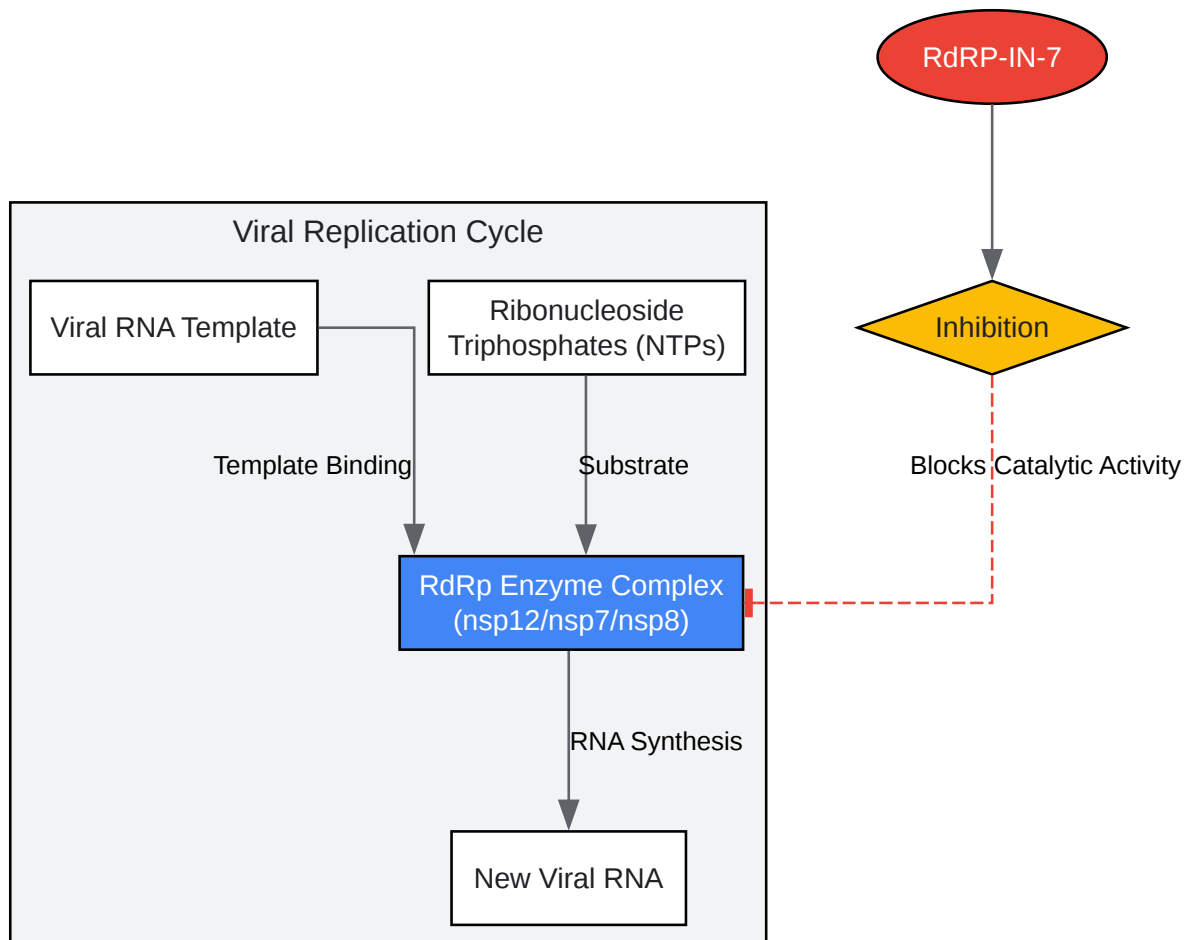 RdRP-IN-7
Viral Replication Cycle
Viral RNA Template
Ribonucleoside
Triphosphates (NTPs)
Inhibition
Template Binding
Substrate
Blocks Catalytic Activity
RdRp Enzyme Complex
(nsp12/nsp7/nsp8)
RNA Synthesis
New Viral RNA